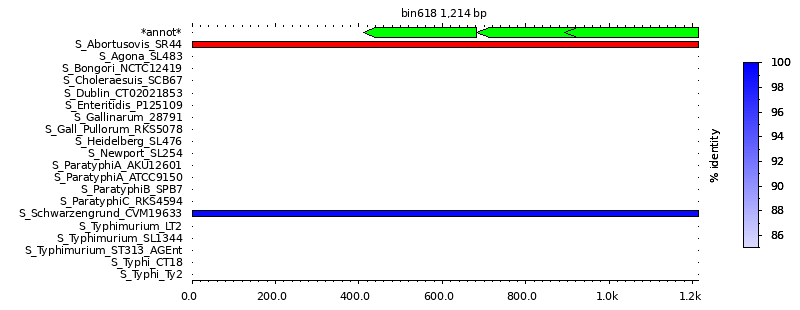 bin618 1,214 bp
*annot*
S_Abortusovis_SR44
S_Agona_SL483
S_Bongori_NCTC12419
S_Choleraesuis_SCB67
S_Dublin_CT02021853
S_Enteritidis_P125109
S_Gallinarum_28791
S_Gall_Pullorum_RKS5078
S_Heidelberg_SL476
S_Newport_SL254
S_ParatyphiA_AKU12601
S_ParatyphiA_ATCC9150
S_ParatyphiB_SPB7
S_ParatyphiC_RKS4594
S_Schwarzengrund_CVM19633
S_Typhimurium_LT2
S_Typhimurium_SL1344
S_Typhimurium_ST313_AGEnt
S_Typhi_CT18
S_Typhi_Ty2
0.0 200.0 400.0 600.0 800.0 1.0k 1.2k
% identity
100
98
96
94
92
90
88
86